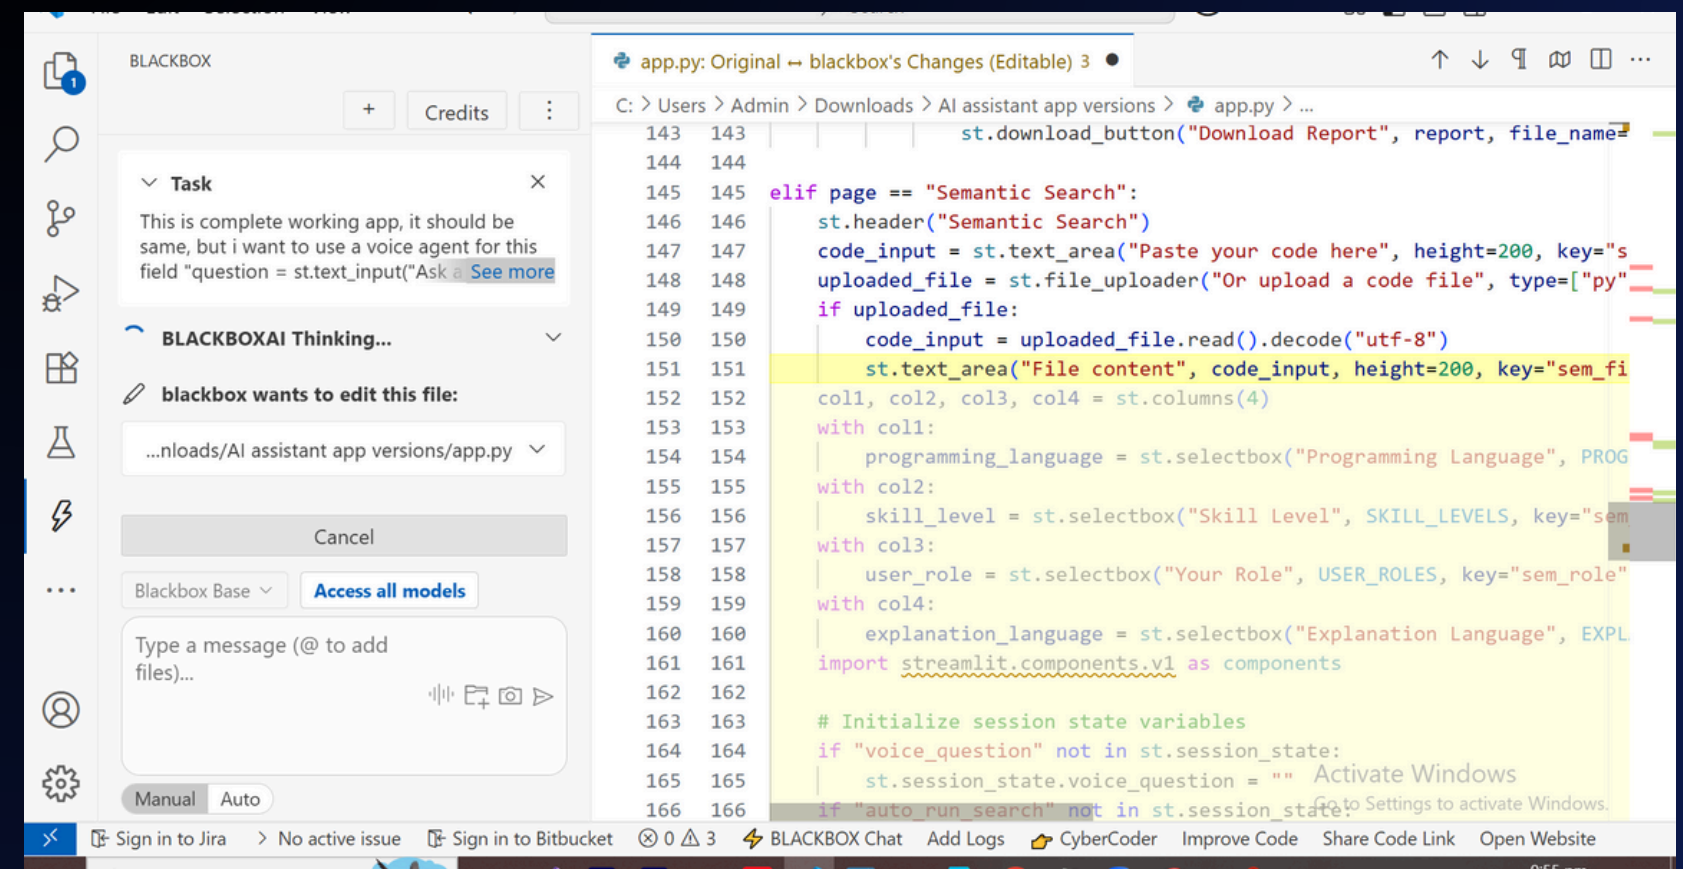 BLACKBOX
+ Credits
Task
This is complete working app, it should be
same, but i want to use a voice agent for this
field "question = st.text_input("Ask a See more
BLACKBOXAI Thinking...
blackbox wants to edit this file:
...nloads/AI assistant app versions/app.py
Cancel
Blackbox Base
Access all models
Type a message (@ to add
files)...
Manual Auto
1
app.py: Original ↔ blackbox's Changes (Editable) 3 ●
C: > Users > Admin > Downloads > AI assistant app versions > app.py > ...
143 143 st.download_button("Download Report", report, file_name=
144 144
145 145 elif page == "Semantic Search":
146 146 st.header("Semantic Search")
147 147 code_input = st.text_area("Paste your code here", height=200, key="s
148 148 uploaded_file = st.file_uploader("Or upload a code file", type=["py"
149 149 if uploaded_file:
150 150 code_input = uploaded_file.read().decode("utf-8")
151 151 st.text_area("File content", code_input, height=200, key="sem_fi
152 152 col1, col2, col3, col4 = st.columns(4)
153 153 with col1:
154 154 programming_language = st.selectbox("Programming Language", PROG
155 155 with col2:
156 156 skill_level = st.selectbox("Skill Level", SKILL_LEVELS, key="sem
157 157 with col3:
158 158 user_role = st.selectbox("Your Role", USER_ROLES, key="sem_role"
159 159 with col4:
160 160 explanation_language = st.selectbox("Explanation Language", EXPL
161 161 import streamlit.components.v1 as components
162 162
163 163 # Initialize session state variables
164 164 if "voice_question" not in st.session_state:
165 165 st.session_state.voice_question = ""
166 166 if "auto_run_search" not in st.session_state:
Activate Windows
Go to Settings to activate Windows.
Sign in to Jira > No active issue Sign in to Bitbucket 0 3 BLACKBOX Chat Add Logs CyberCoder Improve Code Share Code Link Open Website